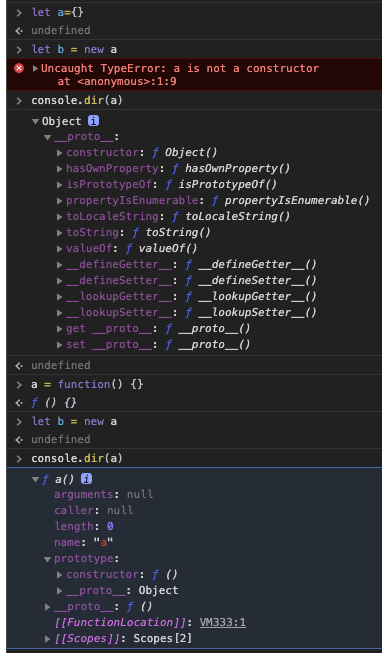 > let a={}
< undefined
> let b = new a
Uncaught TypeError: a is not a constructor
at <anonymous>:1:9
> console.dir(a)
▼Object i
▼__proto__:
▶constructor: ƒ Object()
▶hasOwnProperty: ƒ hasOwnProperty()
▶isPrototypeOf: ƒ isPrototypeOf()
▶propertyIsEnumerable: ƒ propertyIsEnumerable()
▶toLocaleString: ƒ toLocaleString()
▶toString: ƒ toString()
▶valueOf: ƒ valueOf()
▶__defineGetter__: ƒ __defineGetter__()
▶__defineSetter__: ƒ __defineSetter__()
▶__lookupGetter__: ƒ __lookupGetter__()
▶__lookupSetter__: ƒ __lookupSetter__()
▶get __proto__: ƒ __proto__()
▶set __proto__: ƒ __proto__()
< undefined
> a = function() {}
< ƒ () {}
> let b = new a
< undefined
> console.dir(a)
▼ƒ a() i
arguments: null
caller: null
length: 0
name: "a"
▼prototype:
▶constructor: ƒ ()
▶__proto__: Object
▶__proto__: ƒ ()
[[FunctionLocation]]: VM333:1
▶[[Scopes]]: Scopes[2]